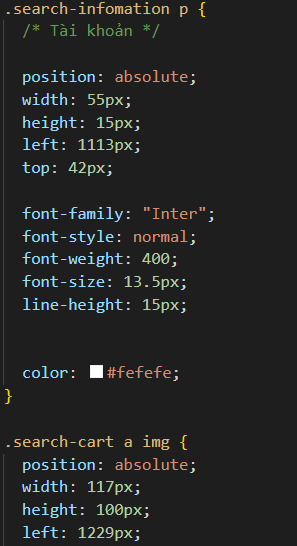 .search-infomation p {
/* Tài khoản */
position: absolute;
width: 55px;
height: 15px;
left: 1113px;
top: 42px;
font-family: "Inter";
font-style: normal;
font-weight: 400;
font-size: 13.5px;
line-height: 15px;
color: #fefefe;
}
.search-cart a img {
position: absolute;
width: 117px;
height: 100px;
left: 1229px;